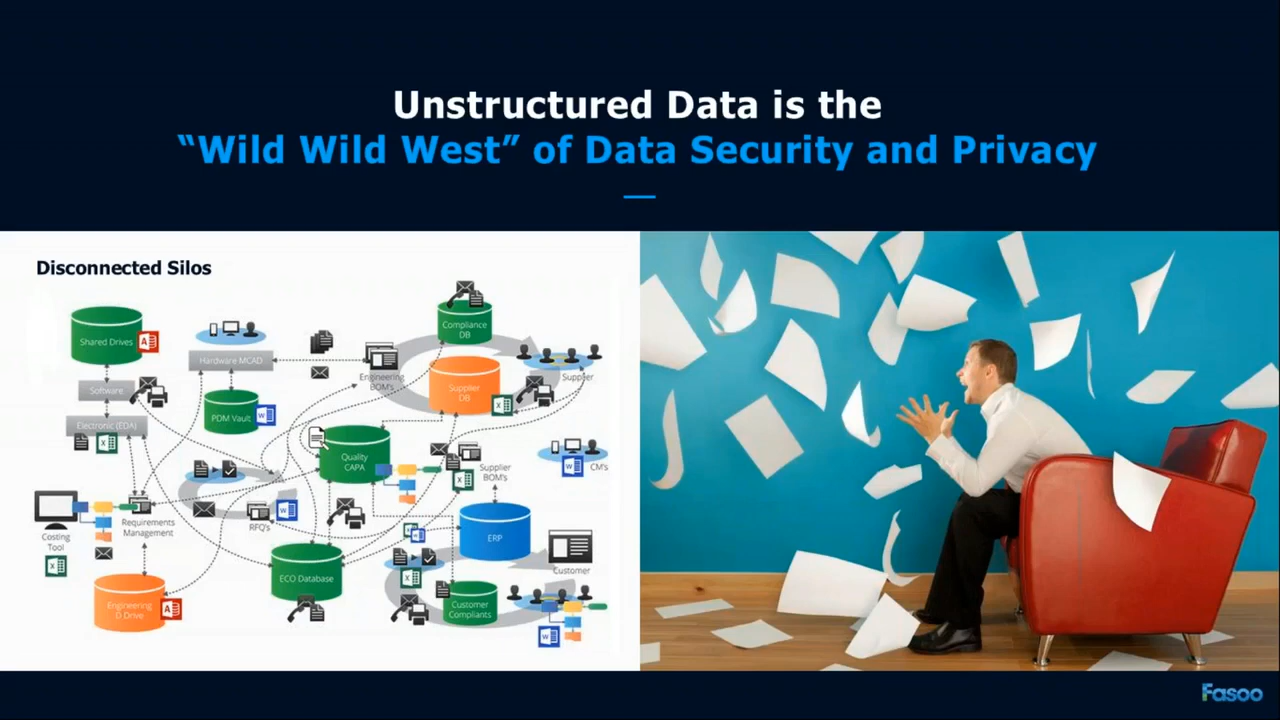 Unstructured Data is the
“Wild Wild West” of Data Security and Privacy
Disconnected Silos
Shared Drives
Software
Electronic (EDA)
Hardware MCAD
PDM Vault
Engineering
BOM's
Compliance
DB
Supplier
DB
Supplier
Quality
CAPA
Supplier
BOM's
CM's
Costing
Tool
Requirements
Management
RFQ's
ERP
Customer
ECO Database
Engineering
D Drive
Customer
Compliants
Fasoo